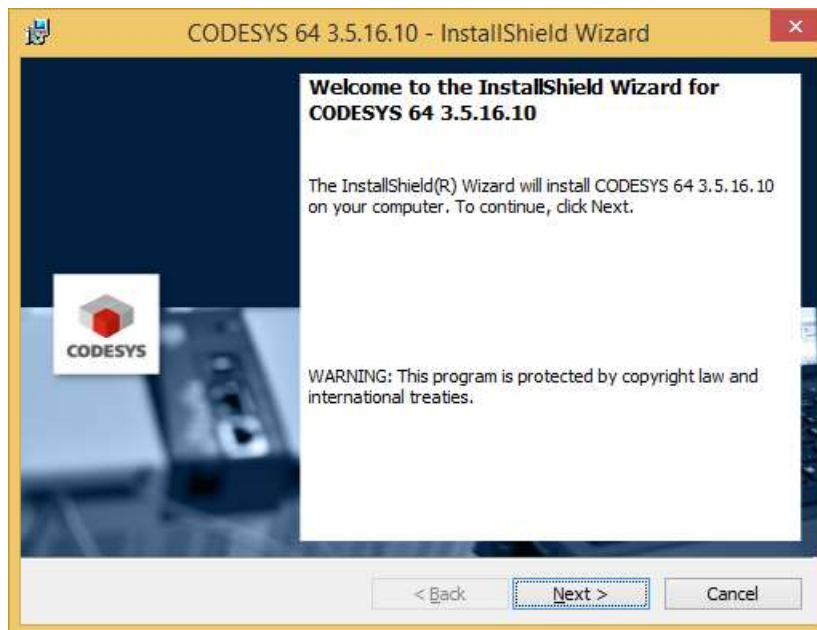 CODESYS 64 3.5.16.10 - InstallShield Wizard
Welcome to the InstallShield Wizard for
CODESYS 64 3.5.16.10
The InstallShield(R) Wizard will install CODESYS 64 3.5.16.10
on your computer. To continue, click Next.
CODESYS
WARNING: This program is protected by copyright law and
international treaties.
< Back
Next >
Cancel